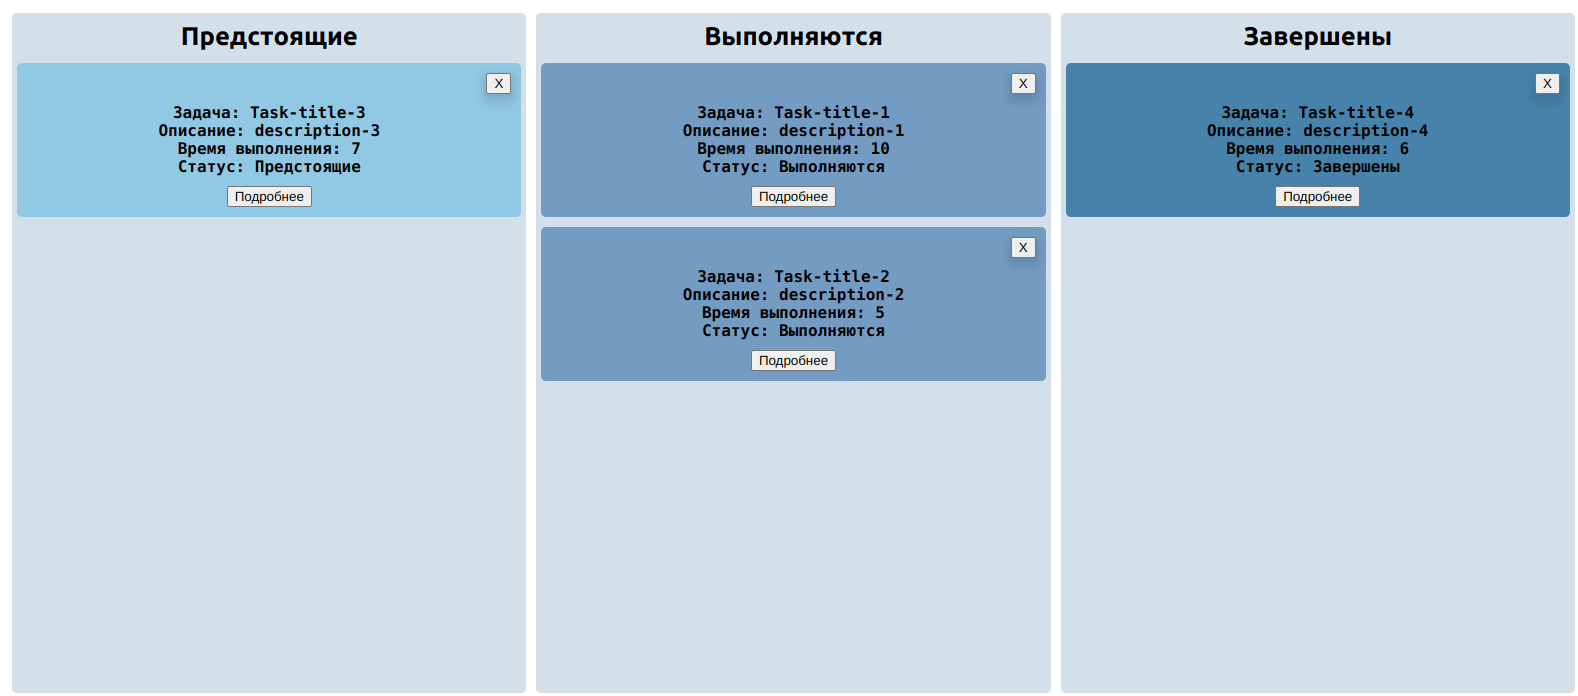 Предстоящие
X
Задача: Task-title-3
Описание: description-3
Время выполнения: 7
Статус: Предстоящие
Подробнее
Выполняются
X
Задача: Task-title-1
Описание: description-1
Время выполнения: 10
Статус: Выполняются
Подробнее
X
Задача: Task-title-2
Описание: description-2
Время выполнения: 5
Статус: Выполняются
Подробнее
Завершены
X
Задача: Task-title-4
Описание: description-4
Время выполнения: 6
Статус: Завершены
Подробнее